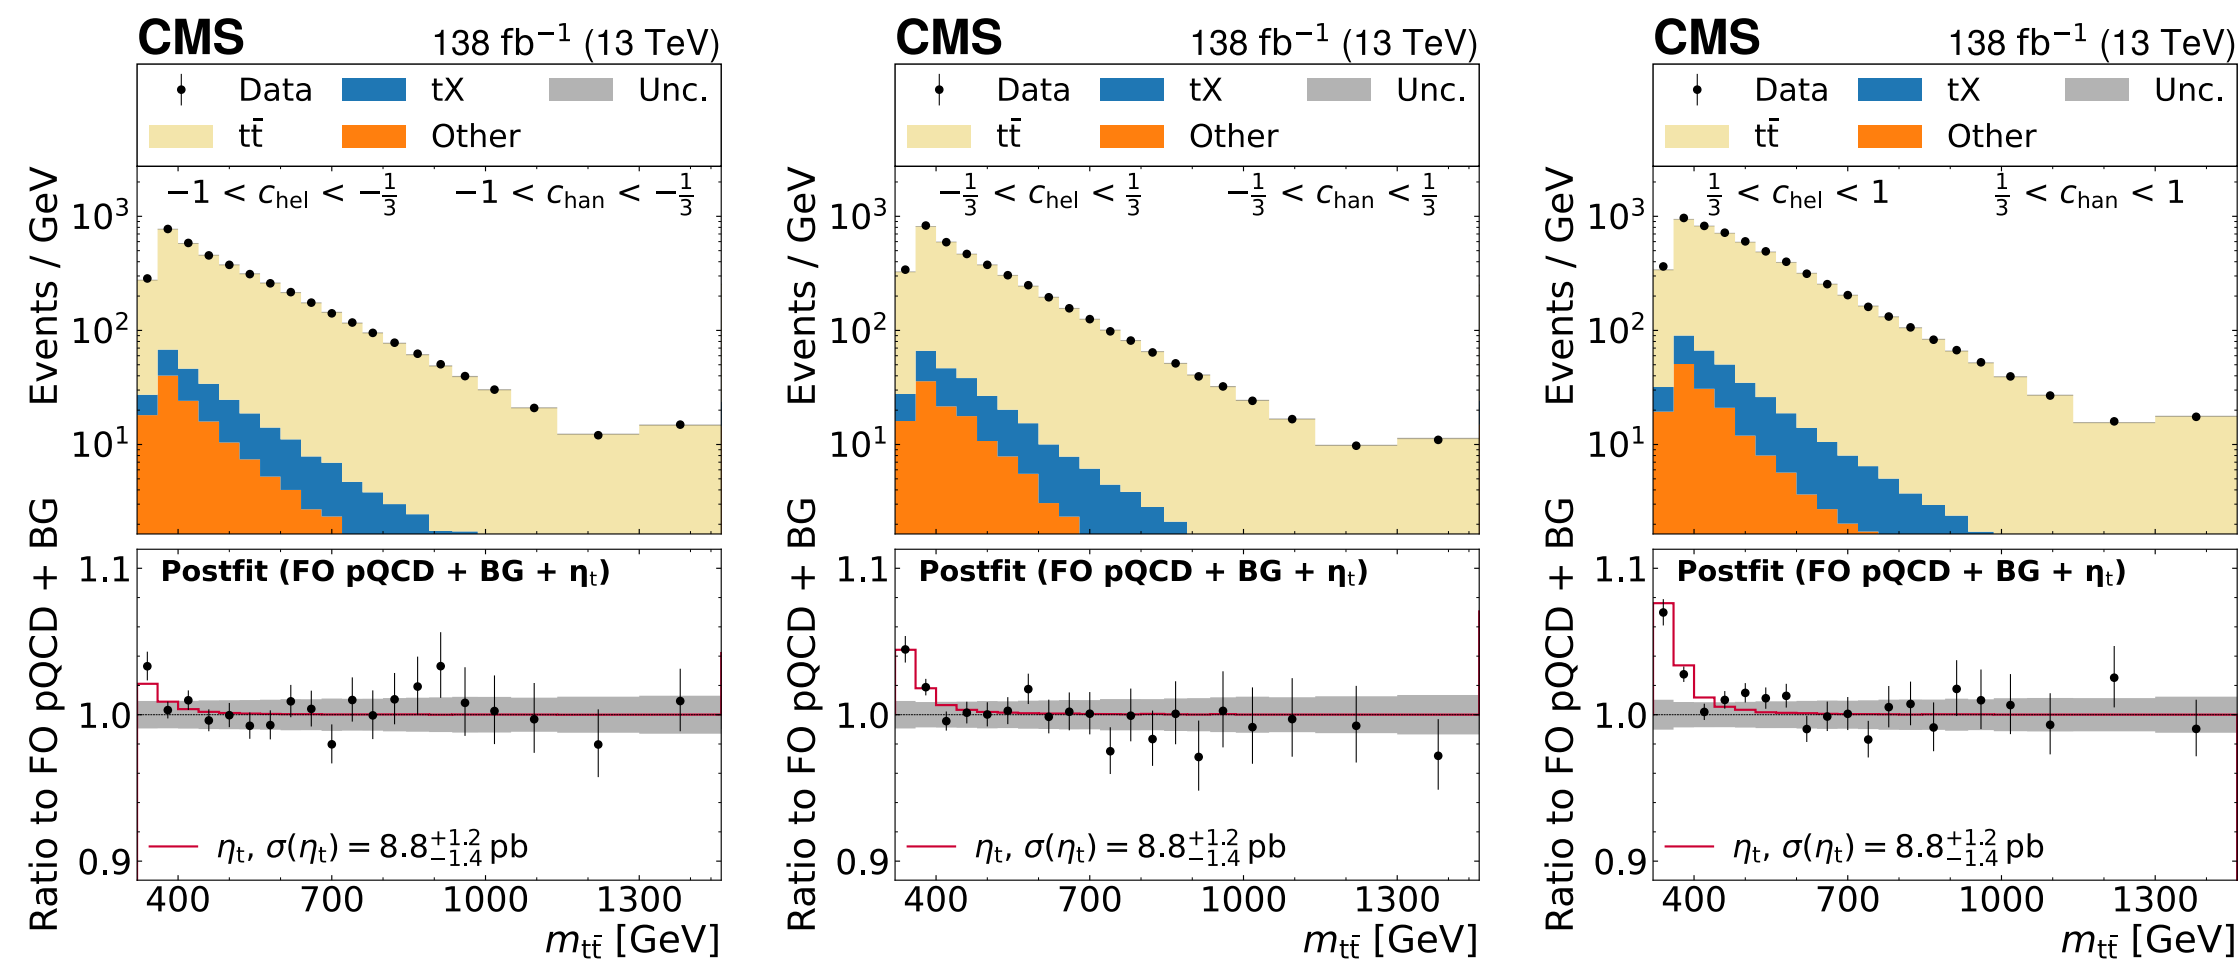 CMS 138 fb⁻¹ (13 TeV)
Data tX Unc.
tt̄ Other
−1 < c_hel < −1/3 −1 < c_han < −1/3
Events / GeV
10³
10²
10¹
Ratio to FO pQCD + BG
Postfit (FO pQCD + BG + η_t)
1.1
1.0
0.9
η_t, σ(η_t) = 8.8 +1.2 −1.4 pb
400 700 1000 1300
m_tt̄ [GeV]
CMS 138 fb⁻¹ (13 TeV)
Data tX Unc.
tt̄ Other
−1/3 < c_hel < 1/3 −1/3 < c_han < 1/3
Events / GeV
10³
10²
10¹
Ratio to FO pQCD + BG
Postfit (FO pQCD + BG + η_t)
1.1
1.0
0.9
η_t, σ(η_t) = 8.8 +1.2 −1.4 pb
400 700 1000 1300
m_tt̄ [GeV]
CMS 138 fb⁻¹ (13 TeV)
Data tX Unc.
tt̄ Other
1/3 < c_hel < 1 1/3 < c_han < 1
Events / GeV
10³
10²
10¹
Ratio to FO pQCD + BG
Postfit (FO pQCD + BG + η_t)
1.1
1.0
0.9
η_t, σ(η_t) = 8.8 +1.2 −1.4 pb
400 700 1000 1300
m_tt̄ [GeV]